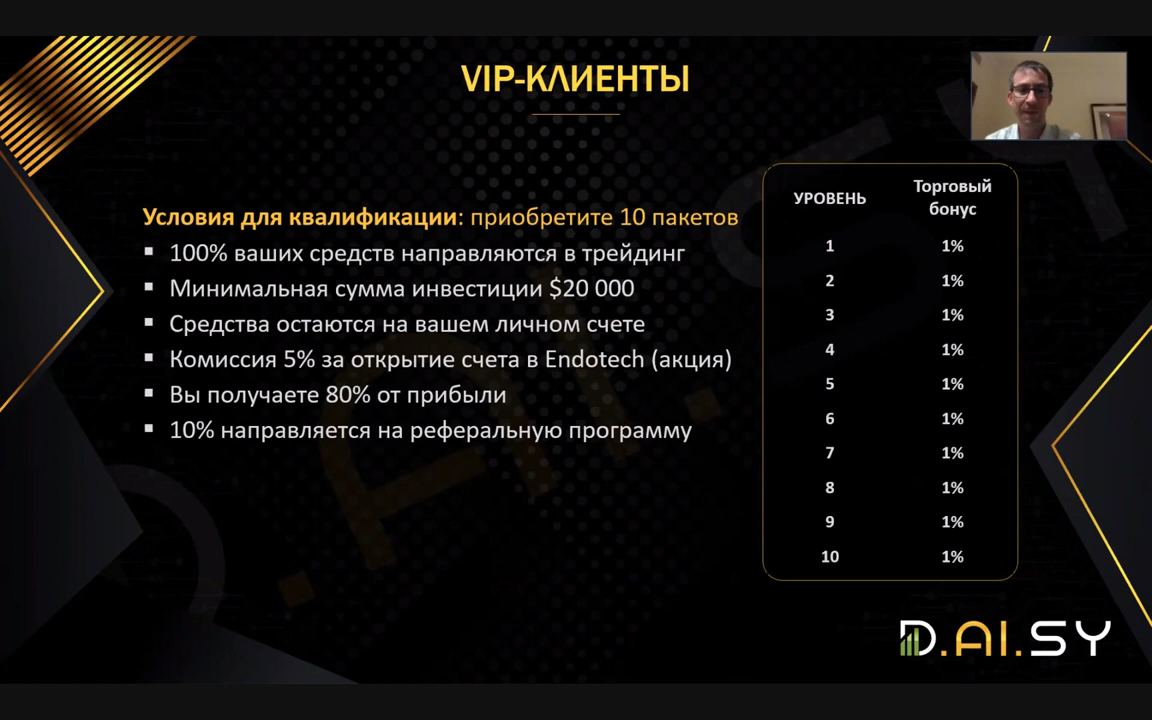 VIP-КЛИЕНТЫ
Условия для квалификации: приобретите 10 пакетов
▪ 100% ваших средств направляются в трейдинг
▪ Минимальная сумма инвестиции $20 000
▪ Средства остаются на вашем личном счете
▪ Комиссия 5% за открытие счета в Endotech (акция)
▪ Вы получаете 80% от прибыли
▪ 10% направляется на реферальную программу
УРОВЕНЬ Торговый
бонус
1 1%
2 1%
3 1%
4 1%
5 1%
6 1%
7 1%
8 1%
9 1%
10 1%
D.AI.SY